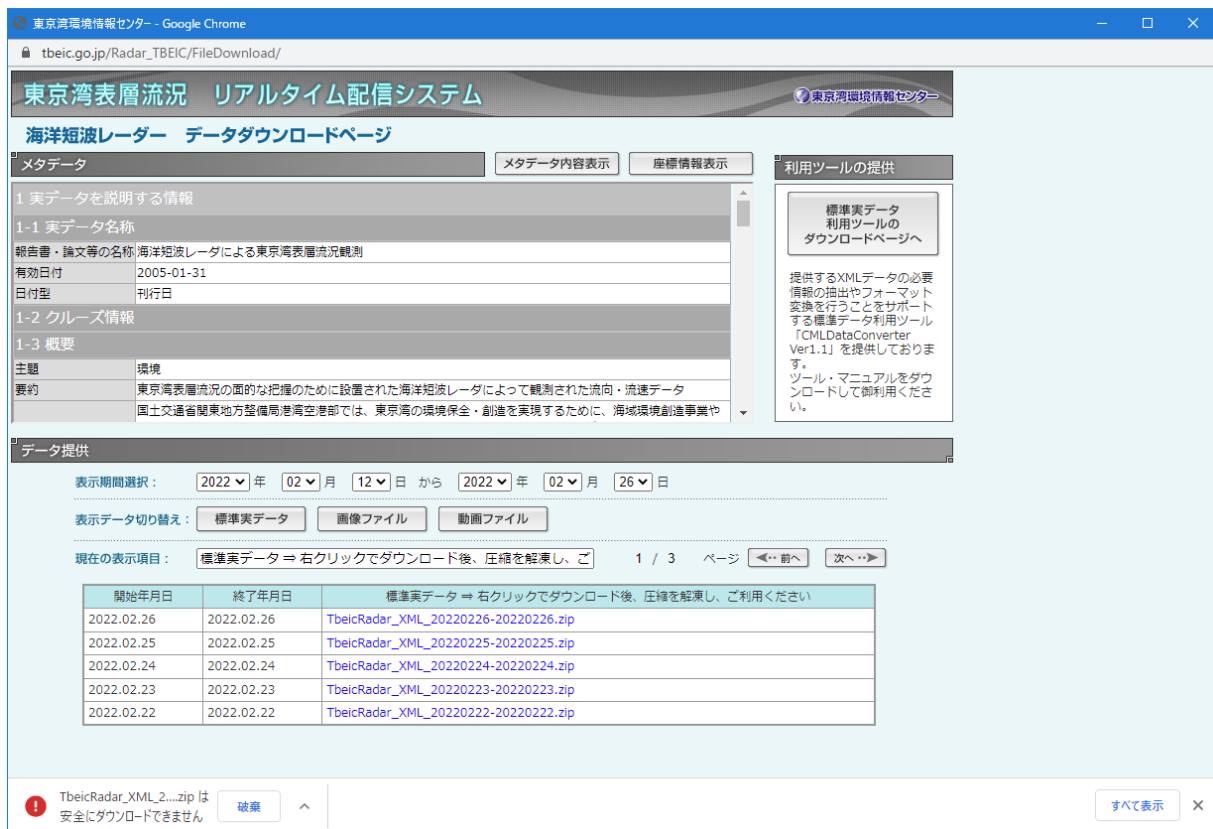 東京湾環境情報センター - Google Chrome
tbeic.go.jp/Radar_TBEIC/FileDownload/
東京湾表層流況 リアルタイム配信システム
東京湾環境情報センター
海洋短波レーダー データダウンロードページ
メタデータ
メタデータ内容表示
座標情報表示
1 実データを説明する情報
1-1 実データ名称
報告書・論文等の名称 海洋短波レーダによる東京湾表層流況観測
有効日付 2005-01-31
日付型 刊行日
1-2 クルーズ情報
1-3 概要
主題 環境
要約 東京湾表層流況の面的な把握のために設置された海洋短波レーダによって観測された流向・流速データ
国土交通省関東地方整備局港湾空港部では、東京湾の環境保全・創造を実現するために、海域環境創造事業や
利用ツールの提供
標準実データ
利用ツールの
ダウンロードページへ
提供するXMLデータの必要
情報の抽出やフォーマット
変換を行うことをサポート
する標準データ利用ツール
「CMLDataConverter
Ver1.1」を提供しておりま
す。
ツール・マニュアルをダウ
ンロードして御利用くださ
い。
データ提供
表示期間選択： 2022 年 02 月 12 日 から 2022 年 02 月 26 日
表示データ切り替え： 標準実データ 画像ファイル 動画ファイル
現在の表示項目： 標準実データ ⇒ 右クリックでダウンロード後、圧縮を解凍し、ご 1 / 3 ページ 前へ 次へ
開始年月日 終了年月日 標準実データ ⇒ 右クリックでダウンロード後、圧縮を解凍し、ご利用ください
2022.02.26 2022.02.26 TbeicRadar_XML_20220226-20220226.zip
2022.02.25 2022.02.25 TbeicRadar_XML_20220225-20220225.zip
2022.02.24 2022.02.24 TbeicRadar_XML_20220224-20220224.zip
2022.02.23 2022.02.23 TbeicRadar_XML_20220223-20220223.zip
2022.02.22 2022.02.22 TbeicRadar_XML_20220222-20220222.zip
TbeicRadar_XML_2....zip は
安全にダウンロードできません
破棄
すべて表示